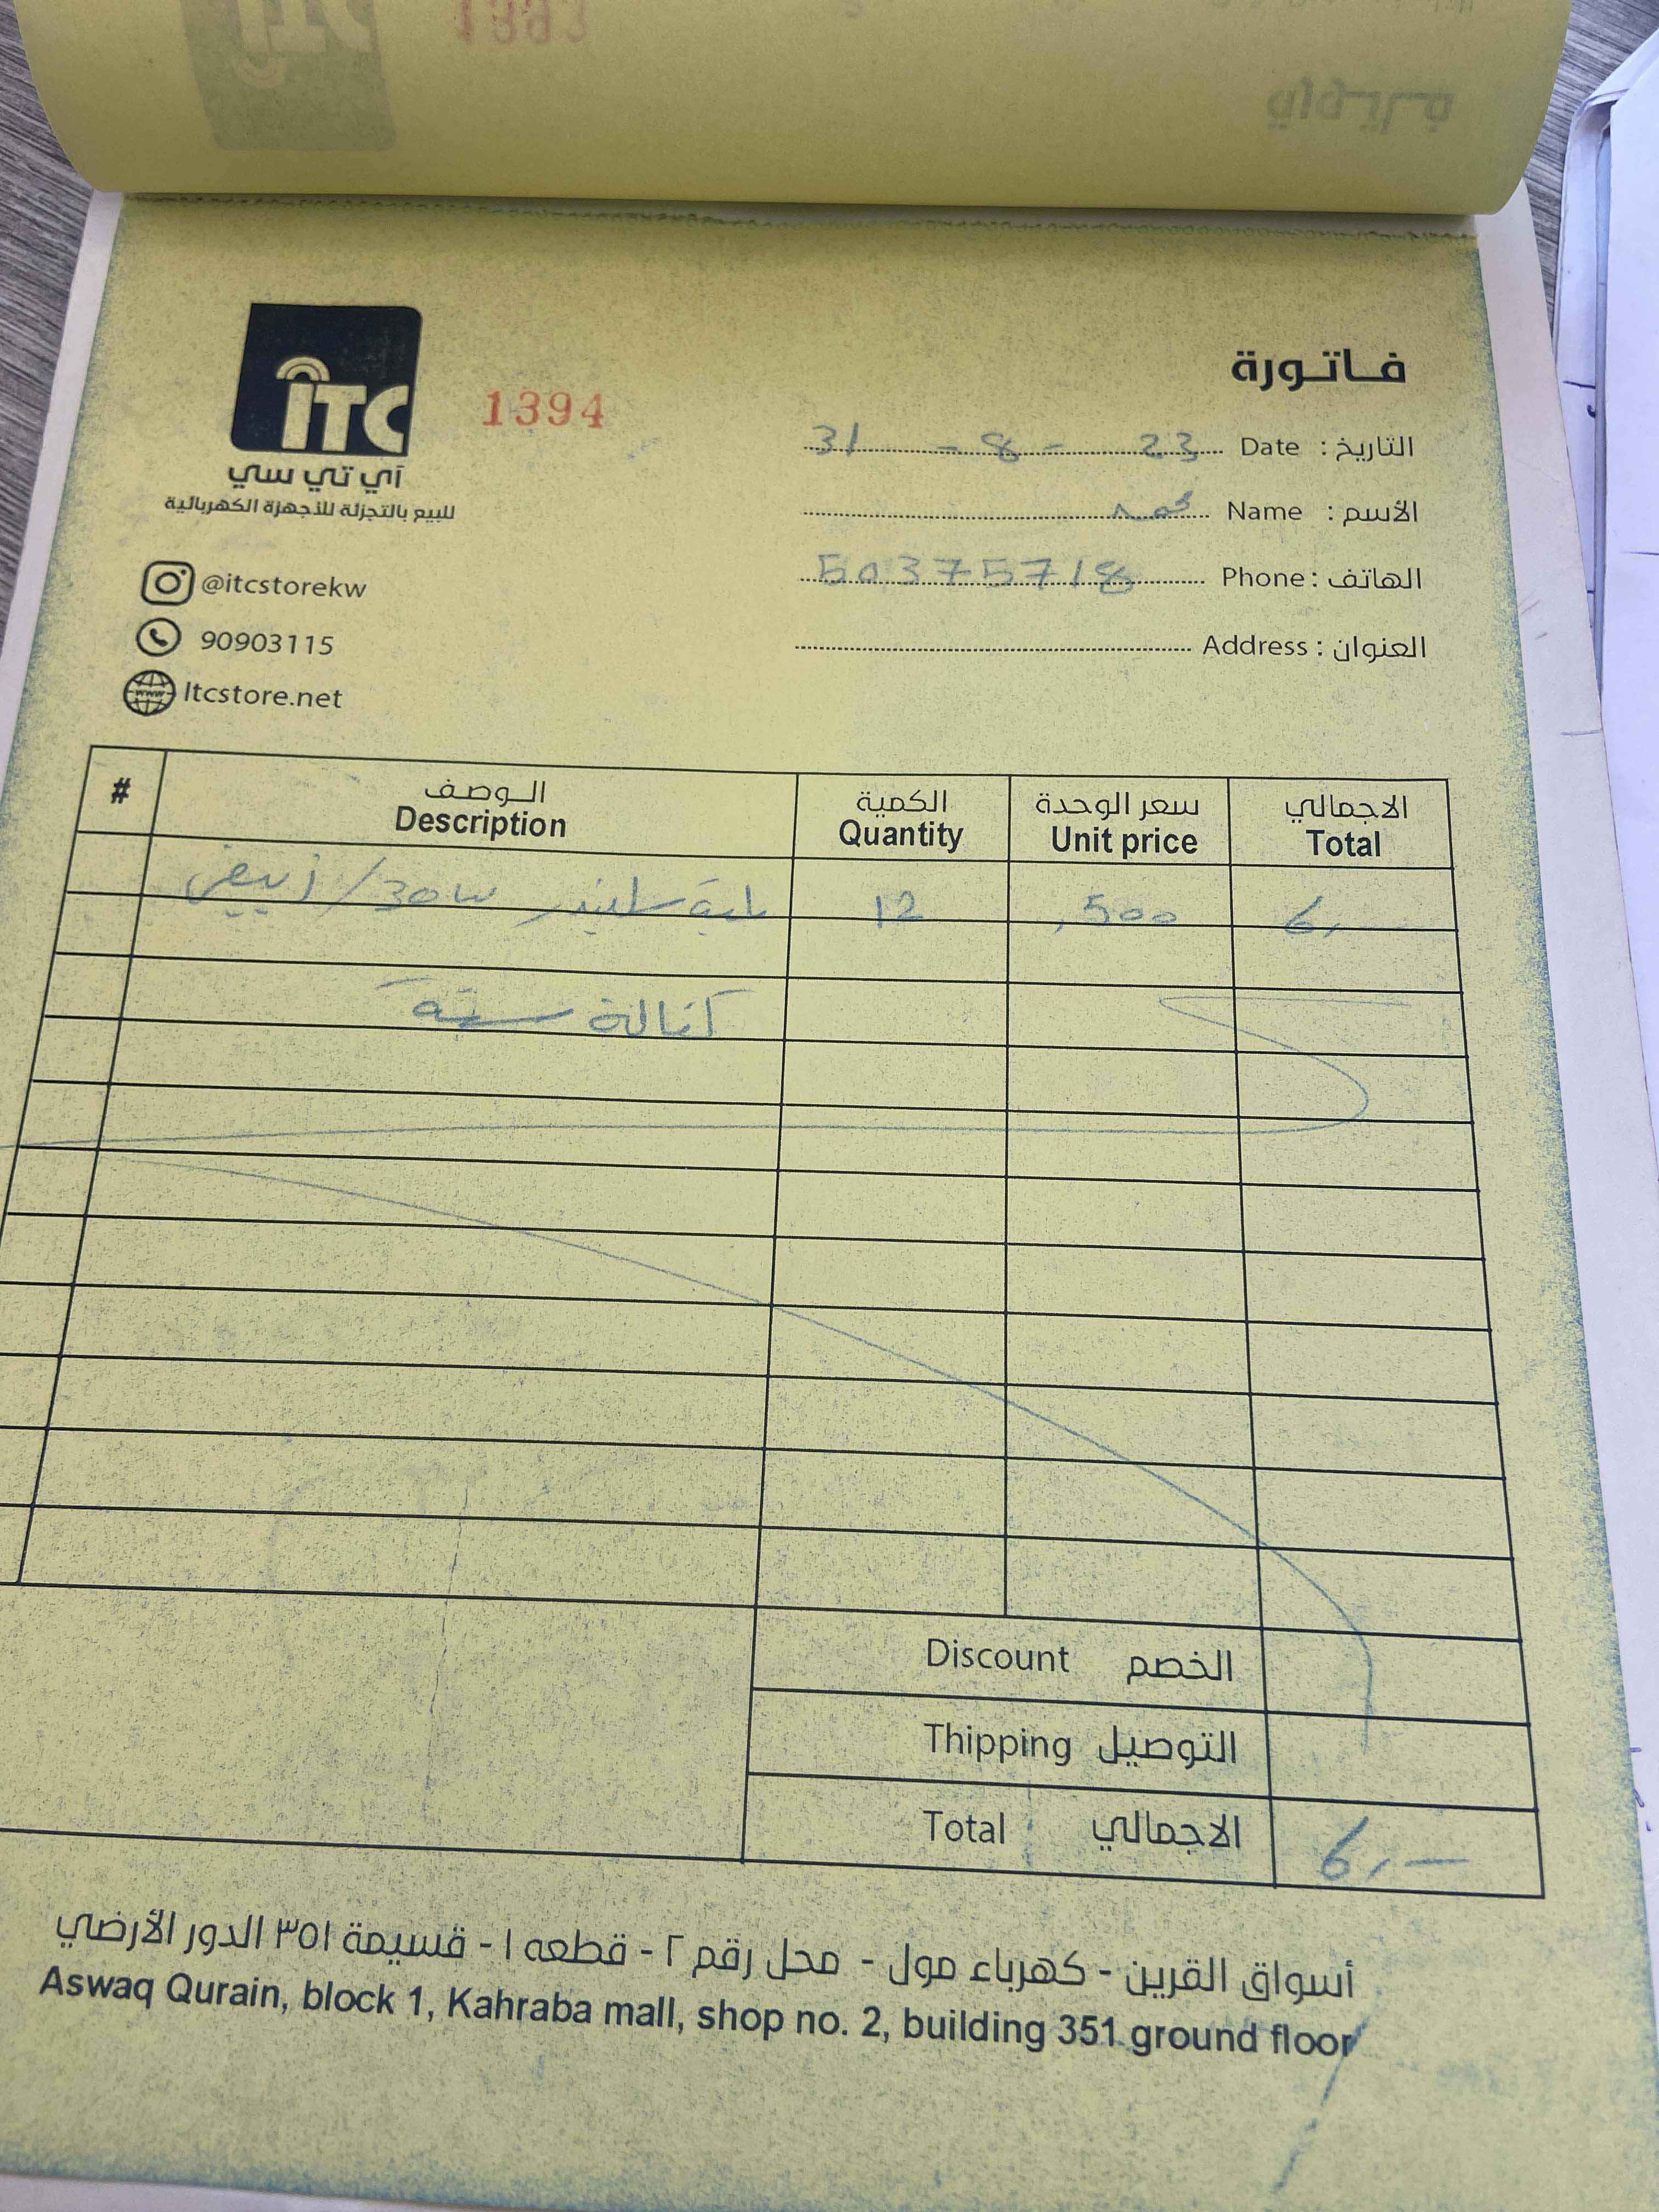 فاتورة
ITC
1394
آي تي سي
للبيع بالتجزئة للأجهزة الكهربائية
التاريخ : Date 31 - 8 - 23
الأسم : Name محمد
الهاتف : Phone 50375718
العنوان : Address
@itcstorekw
90903115
Itcstore.net
# الوصف الكمية سعر الوحدة الاجمالي
Description Quantity Unit price Total
سلندر 30w / أبيض 12 ,500 6,
كفالة سنة
Discount الخصم
Thipping التوصيل
Total الاجمالي 6,—
أسواق القرين - كهرباء مول - محل رقم ٢ - قطعه ١ - قسيمة ٣٥١ الدور الأرضي
Aswaq Qurain, block 1, Kahraba mall, shop no. 2, building 351 ground floor